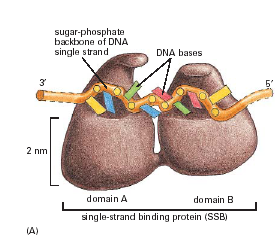 sugar-phosphate
backbone of DNA
single strand
DNA bases
3′
5′
2 nm
domain A
domain B
single-strand binding protein (SSB)
(A)